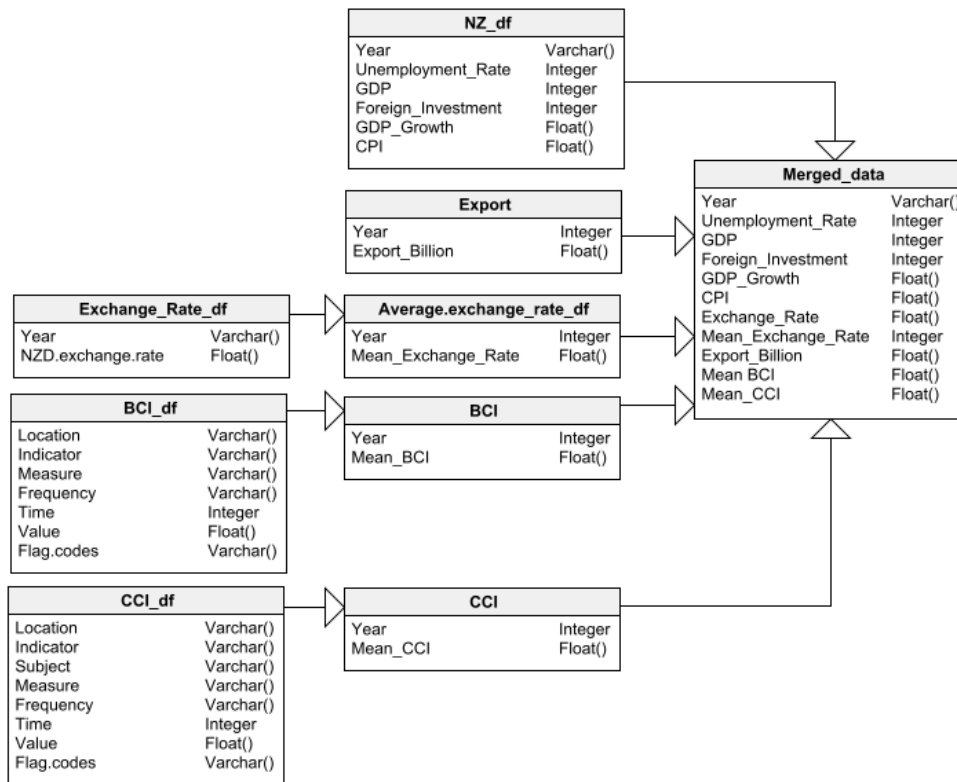 NZ_df
Year Varchar()
Unemployment_Rate Integer
GDP Integer
Foreign_Investment Integer
GDP_Growth Float()
CPI Float()
Export
Year Integer
Export_Billion Float()
Exchange_Rate_df
Year Varchar()
NZD.exchange.rate Float()
Average.exchange_rate_df
Year Integer
Mean_Exchange_Rate Float()
BCI_df
Location Varchar()
Indicator Varchar()
Measure Varchar()
Frequency Varchar()
Time Integer
Value Float()
Flag.codes Varchar()
BCI
Year Integer
Mean_BCI Float()
CCI_df
Location Varchar()
Indicator Varchar()
Subject Varchar()
Measure Varchar()
Frequency Varchar()
Time Integer
Value Float()
Flag.codes Varchar()
CCI
Year Integer
Mean_CCI Float()
Merged_data
Year Varchar()
Unemployment_Rate Integer
GDP Integer
Foreign_Investment Integer
GDP_Growth Float()
CPI Float()
Exchange_Rate Float()
Mean_Exchange_Rate Integer
Export_Billion Float()
Mean BCI Float()
Mean_CCI Float()